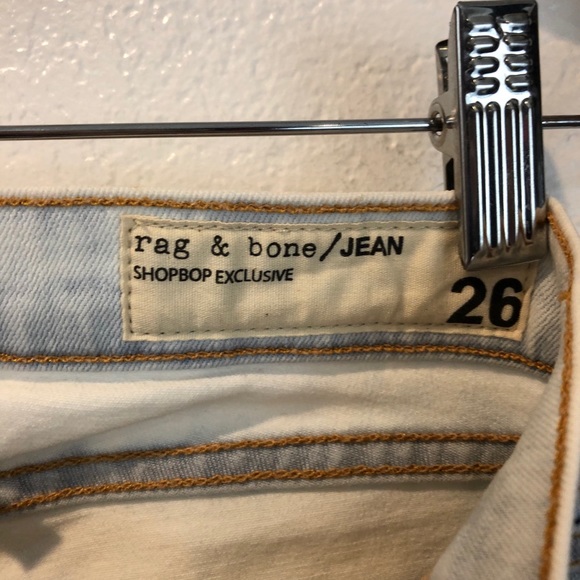 rag & bone/JEAN
SHOPBOP EXCLUSIVE
26